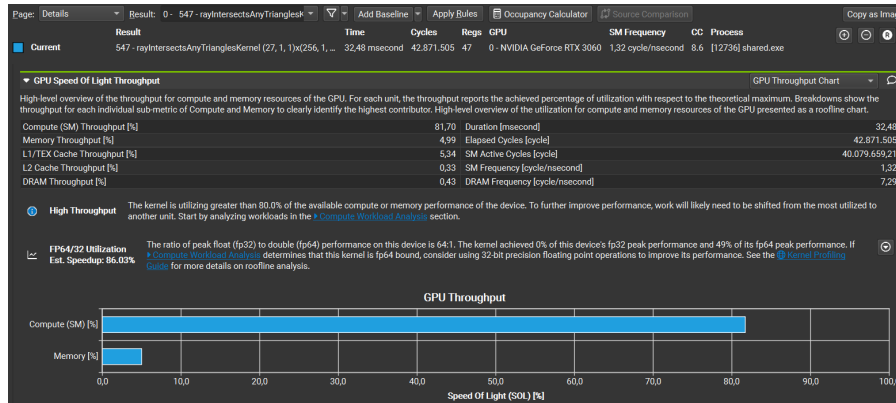 Page: Details Result: 0 - 547 - rayIntersectsAnyTrianglesK Add Baseline Apply Rules Occupancy Calculator Source Comparison Copy as Imag
Result Time Cycles Regs GPU SM Frequency CC Process
Current 547 - rayIntersectsAnyTrianglesKernel (27, 1, 1)x(256, 1, ... 32,48 msecond 42.871.505 47 0 - NVIDIA GeForce RTX 3060 1,32 cycle/nsecond 8.6 [12736] shared.exe
GPU Speed Of Light Throughput GPU Throughput Chart
High-level overview of the throughput for compute and memory resources of the GPU. For each unit, the throughput reports the achieved percentage of utilization with respect to the theoretical maximum. Breakdowns show the
throughput for each individual sub-metric of Compute and Memory to clearly identify the highest contributor. High-level overview of the utilization for compute and memory resources of the GPU presented as a roofline chart.
Compute (SM) Throughput [%] 81,70 Duration [msecond] 32,48
Memory Throughput [%] 4,99 Elapsed Cycles [cycle] 42.871.505
L1/TEX Cache Throughput [%] 5,34 SM Active Cycles [cycle] 40.079.659,21
L2 Cache Throughput [%] 0,33 SM Frequency [cycle/nsecond] 1,32
DRAM Throughput [%] 0,43 DRAM Frequency [cycle/nsecond] 7,29
High Throughput The kernel is utilizing greater than 80.0% of the available compute or memory performance of the device. To further improve performance, work will likely need to be shifted from the most utilized to
another unit. Start by analyzing workloads in the Compute Workload Analysis section.
FP64/32 Utilization The ratio of peak float (fp32) to double (fp64) performance on this device is 64:1. The kernel achieved 0% of this device's fp32 peak performance and 49% of its fp64 peak performance. If
Est. Speedup: 86.03% Compute Workload Analysis determines that this kernel is fp64 bound, consider using 32-bit precision floating point operations to improve its performance. See the Kernel Profiling
Guide for more details on roofline analysis.
GPU Throughput
Compute (SM) [%]
Memory [%]
0,0 10,0 20,0 30,0 40,0 50,0 60,0 70,0 80,0 90,0 100,
Speed Of Light (SOL) [%]